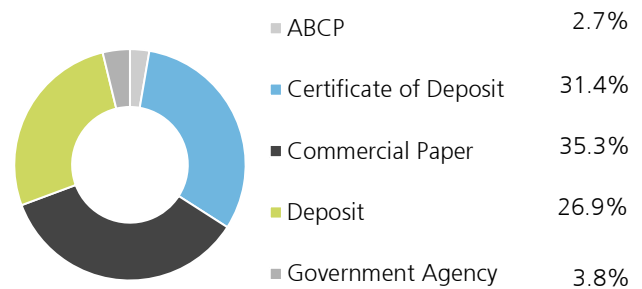 ABCP 2.7%
Certificate of Deposit 31.4%
Commercial Paper 35.3%
Deposit 26.9%
Government Agency 3.8%